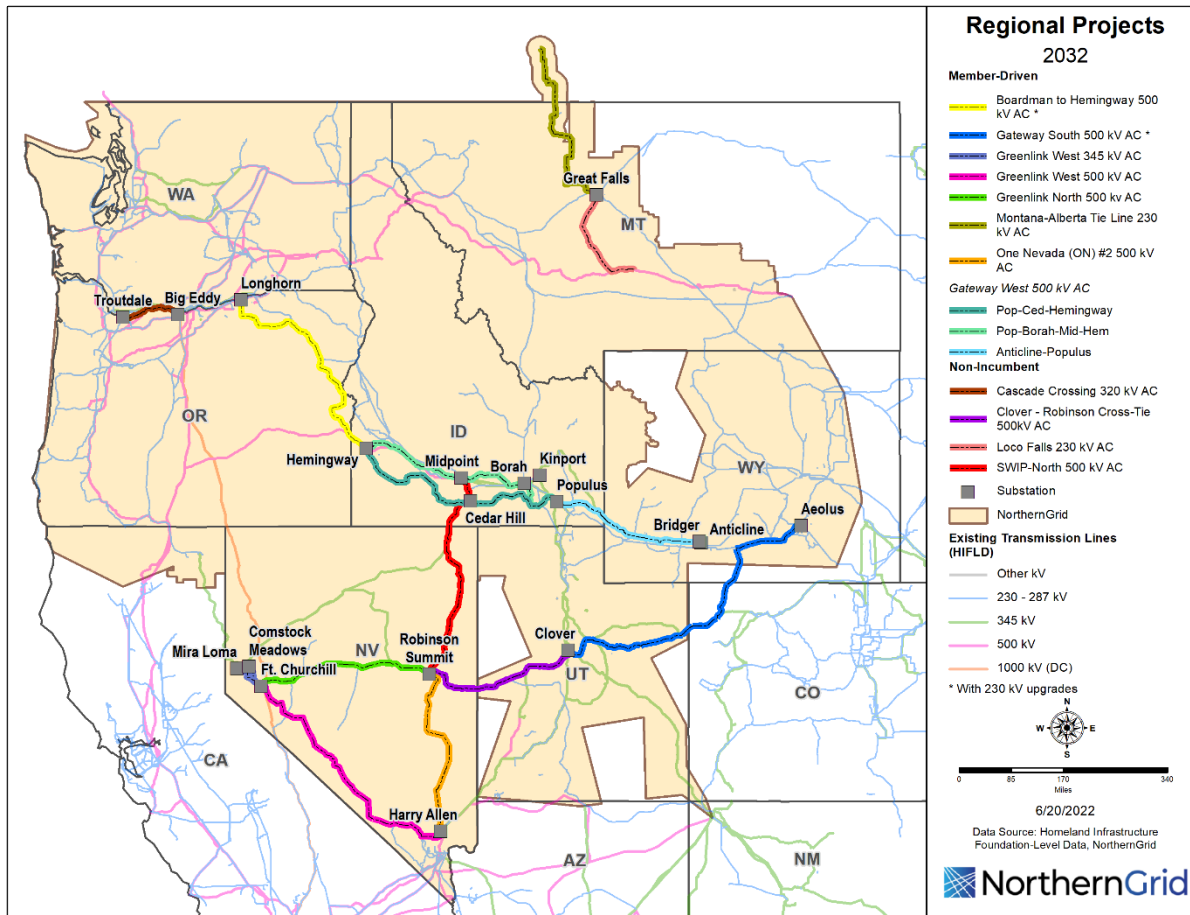 WA
Great Falls
MT
Longhorn
Big Eddy
Troutdale
OR
ID
Hemingway
Midpoint
Borah
Kinport
Populus
Cedar Hill
WY
Aeolus
Bridger
Anticline
Comstock
Meadows
Mira Loma
Ft. Churchill
NV
Robinson
Summit
Clover
UT
CO
CA
Harry Allen
AZ
NM
Regional Projects
2032
Member-Driven
Boardman to Hemingway 500
kV AC *
Gateway South 500 kV AC *
Greenlink West 345 kV AC
Greenlink West 500 kV AC
Greenlink North 500 kv AC
Montana-Alberta Tie Line 230
kV AC
One Nevada (ON) #2 500 kV
AC
Gateway West 500 kV AC
Pop-Ced-Hemingway
Pop-Borah-Mid-Hem
Anticline-Populus
Non-Incumbent
Cascade Crossing 320 kV AC
Clover - Robinson Cross-Tie
500kV AC
Loco Falls 230 kV AC
SWIP-North 500 kV AC
Substation
NorthernGrid
Existing Transmission Lines
(HIFLD)
Other kV
230 - 287 kV
345 kV
500 kV
1000 kV (DC)
* With 230 kV upgrades
N
W E
S
0 85 170 340
Miles
6/20/2022
Data Source: Homeland Infrastructure
Foundation-Level Data, NorthernGrid
NorthernGrid